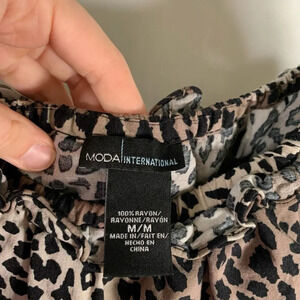 MODA INTERNATIONAL
100% RAYON/
RAYONNE/RAYÓN
M/M
MADE IN/FAIT EN/
HECHO EN
CHINA